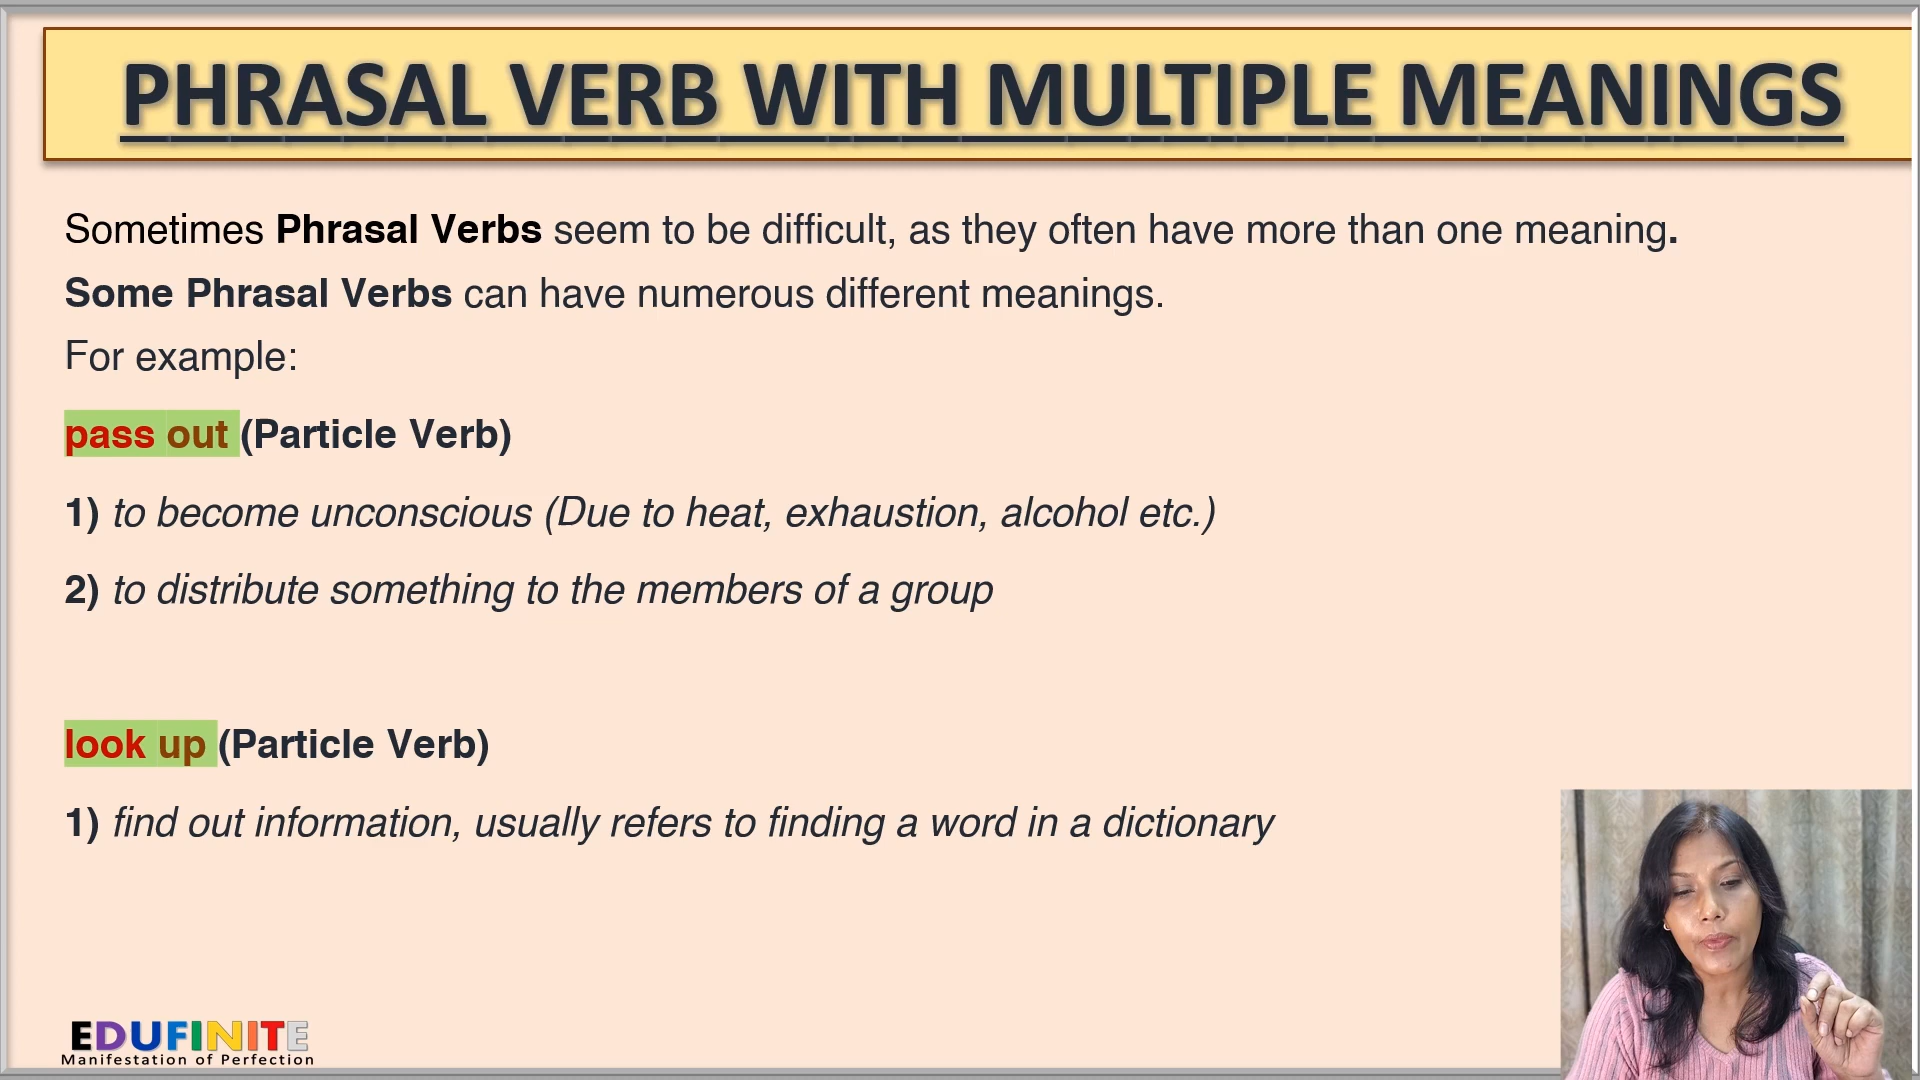 PHRASAL VERB WITH MULTIPLE MEANINGS
Sometimes Phrasal Verbs seem to be difficult, as they often have more than one meaning.
Some Phrasal Verbs can have numerous different meanings.
For example:
pass out (Particle Verb)
1) to become unconscious (Due to heat, exhaustion, alcohol etc.)
2) to distribute something to the members of a group
look up (Particle Verb)
1) find out information, usually refers to finding a word in a dictionary
EDUFINITE
Manifestation of Perfection